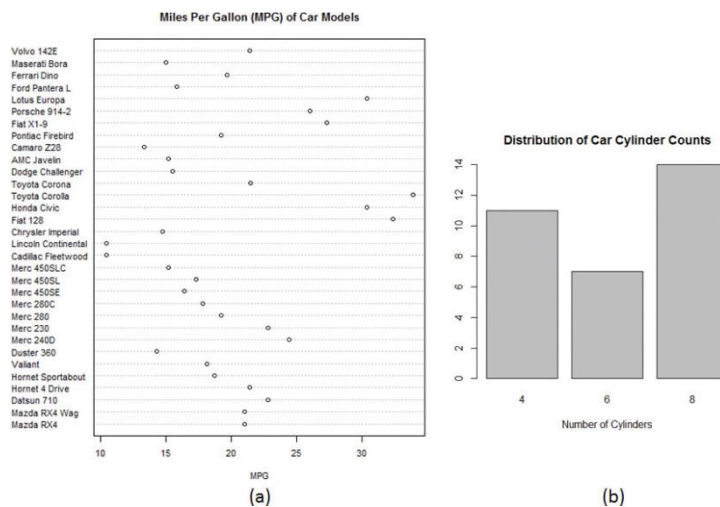 Miles Per Gallon (MPG) of Car Models
Volvo 142E
Maserati Bora
Ferrari Dino
Ford Pantera L
Lotus Europa
Porsche 914-2
Fiat X1-9
Pontiac Firebird
Camaro Z28
AMC Javelin
Dodge Challenger
Toyota Corona
Toyota Corolla
Honda Civic
Fiat 128
Chrysler Imperial
Lincoln Continental
Cadillac Fleetwood
Merc 450SLC
Merc 450SL
Merc 450SE
Merc 280C
Merc 280
Merc 230
Merc 240D
Duster 360
Valiant
Hornet Sportabout
Hornet 4 Drive
Datsun 710
Mazda RX4 Wag
Mazda RX4
10 15 20 25 30
MPG
(a)
Distribution of Car Cylinder Counts
14
12
10
8
6
4
2
0
4 6 8
Number of Cylinders
(b)